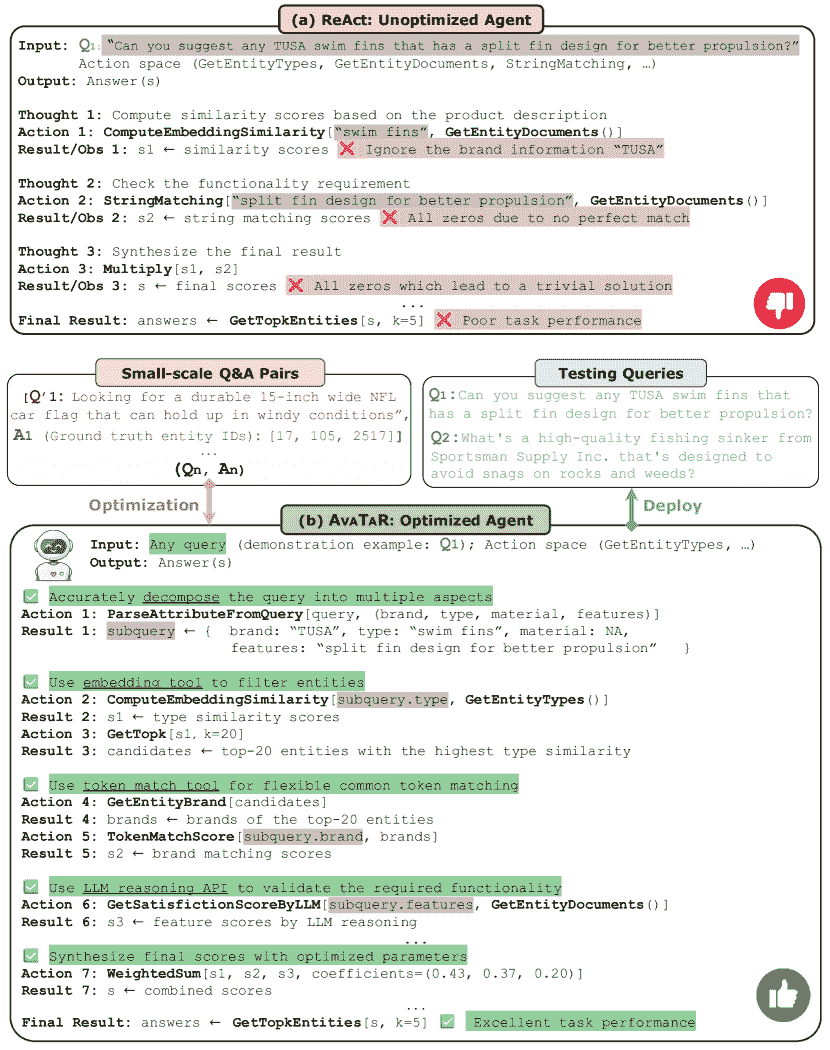 (a) ReAct: Unoptimized Agent
Input: Q1: “Can you suggest any TUSA swim fins that has a split fin design for better propulsion?”
Action space (GetEntityTypes, GetEntityDocuments, StringMatching, …)
Output: Answer(s)
Thought 1: Compute similarity scores based on the product description
Action 1: ComputeEmbeddingSimilarity[“swim fins”, GetEntityDocuments()]
Result/Obs 1: s1 ← similarity scores ❌ Ignore the brand information “TUSA”
Thought 2: Check the functionality requirement
Action 2: StringMatching[“split fin design for better propulsion”, GetEntityDocuments()]
Result/Obs 2: s2 ← string matching scores ❌ All zeros due to no perfect match
Thought 3: Synthesize the final result
Action 3: Multiply[s1, s2]
Result/Obs 3: s ← final scores ❌ All zeros which lead to a trivial solution
...
Final Result: answers ← GetTopkEntities[s, k=5] ❌ Poor task performance
Small-scale Q&A Pairs
[Q’1: Looking for a durable 15-inch wide NFL
car flag that can hold up in windy conditions”,
A1 (Ground truth entity IDs): [17, 105, 2517]]
...
(Qn, An)
Testing Queries
Q1:Can you suggest any TUSA swim fins that
has a split fin design for better propulsion?
Q2:What's a high-quality fishing sinker from
Sportsman Supply Inc. that's designed to
avoid snags on rocks and weeds?
Optimization
Deploy
(b) AVATAR: Optimized Agent
Input: Any query (demonstration example: Q1); Action space (GetEntityTypes, …)
Output: Answer(s)
✅ Accurately decompose the query into multiple aspects
Action 1: ParseAttributeFromQuery[query, (brand, type, material, features)]
Result 1: subquery ← { brand: “TUSA”, type: “swim fins”, material: NA,
features: “split fin design for better propulsion” }
✅ Use embedding tool to filter entities
Action 2: ComputeEmbeddingSimilarity[subquery.type, GetEntityTypes()]
Result 2: s1 ← type similarity scores
Action 3: GetTopk[s1, k=20]
Result 3: candidates ← top-20 entities with the highest type similarity
✅ Use token match tool for flexible common token matching
Action 4: GetEntityBrand[candidates]
Result 4: brands ← brands of the top-20 entities
Action 5: TokenMatchScore[subquery.brand, brands]
Result 5: s2 ← brand matching scores
✅ Use LLM reasoning API to validate the required functionality
Action 6: GetSatisfictionScoreByLLM[subquery.features, GetEntityDocuments()]
Result 6: s3 ← feature scores by LLM reasoning
...
✅ Synthesize final scores with optimized parameters
Action 7: WeightedSum[s1, s2, s3, coefficients=(0.43, 0.37, 0.20)]
Result 7: s ← combined scores
...
Final Result: answers ← GetTopkEntities[s, k=5] ✅ Excellent task performance